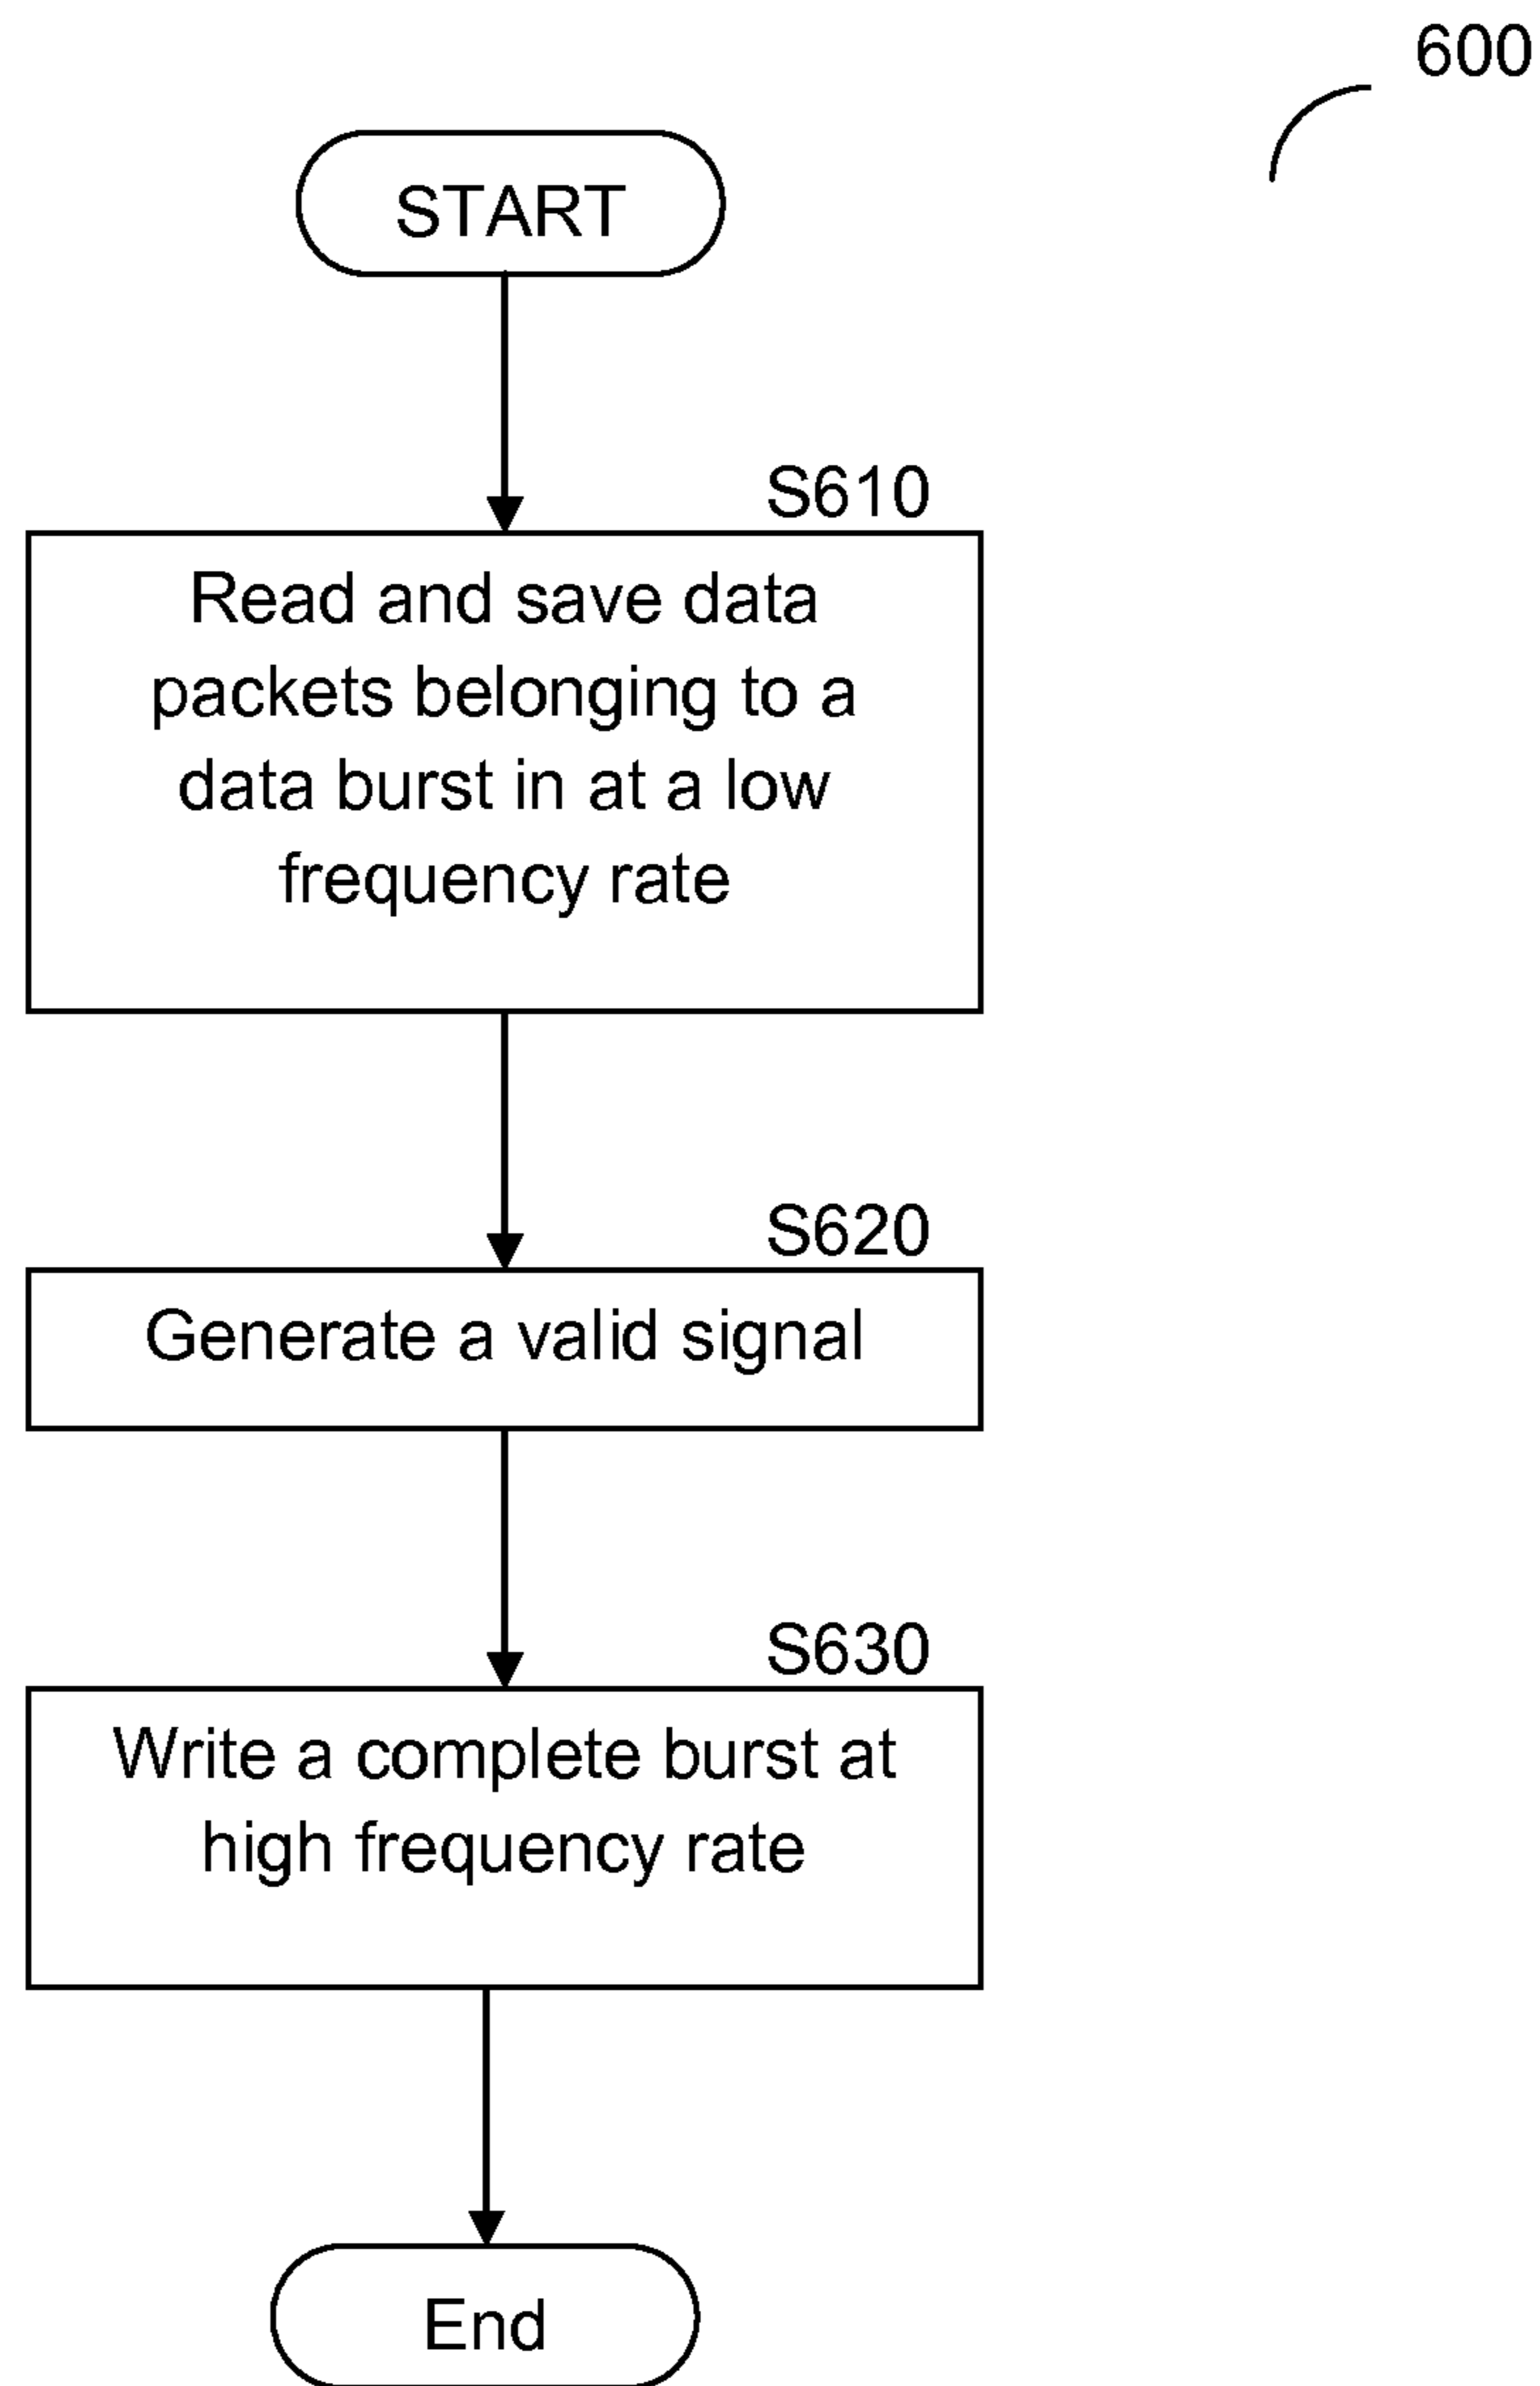 600
START
S610
Read and save data
packets belonging to a
data burst in at a low
frequency rate
S620
Generate a valid signal
S630
Write a complete burst at
high frequency rate
End